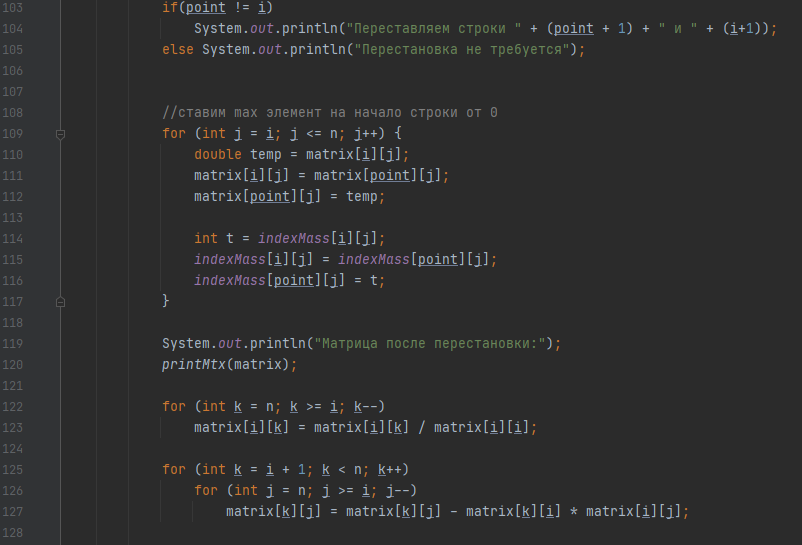 103 if(point != i)
104 System.out.println("Переставляем строки " + (point + 1) + " и " + (i+1));
105 else System.out.println("Перестановка не требуется");
106
107
108 //ставим max элемент на начало строки от 0
109 for (int j = i; j <= n; j++) {
110 double temp = matrix[i][j];
111 matrix[i][j] = matrix[point][j];
112 matrix[point][j] = temp;
113
114 int t = indexMass[i][j];
115 indexMass[i][j] = indexMass[point][j];
116 indexMass[point][j] = t;
117 }
118
119 System.out.println("Матрица после перестановки:");
120 printMtx(matrix);
121
122 for (int k = n; k >= i; k--)
123 matrix[i][k] = matrix[i][k] / matrix[i][i];
124
125 for (int k = i + 1; k < n; k++)
126 for (int j = n; j >= i; j--)
127 matrix[k][j] = matrix[k][j] - matrix[k][i] * matrix[i][j];
128